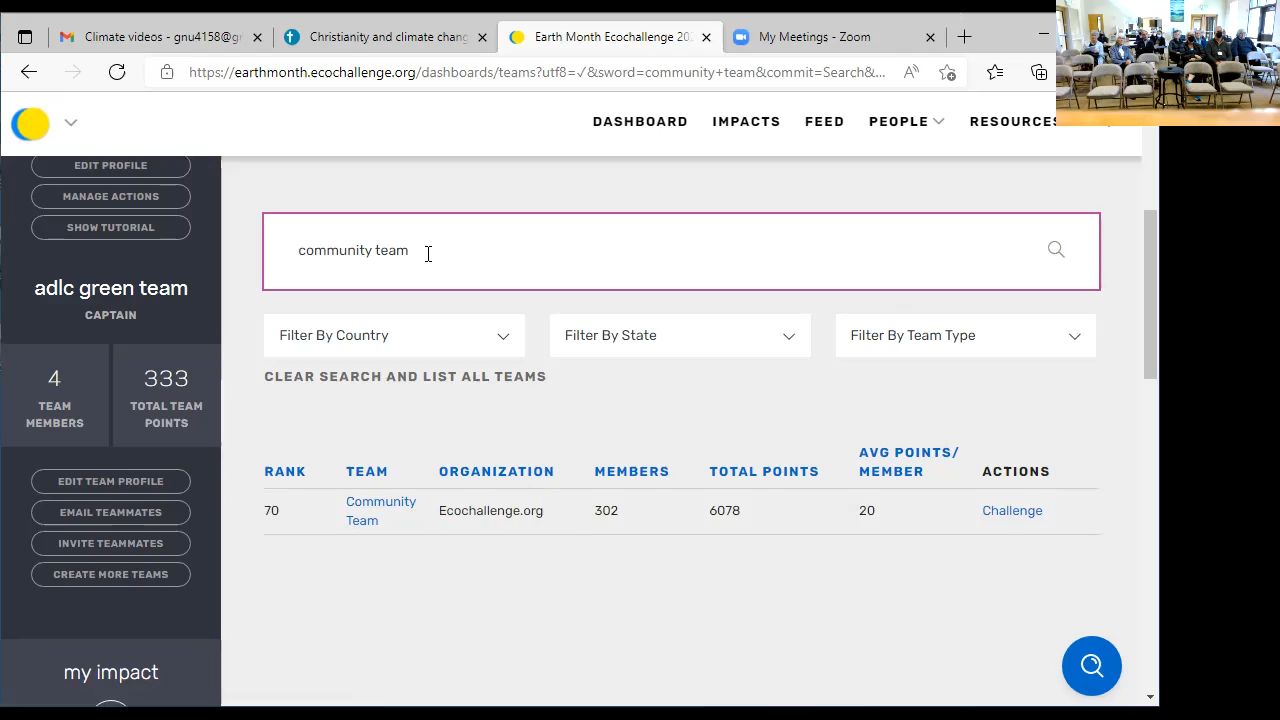 Climate videos - gnu4158@g
Christianity and climate chang
Earth Month Ecochallenge 202
My Meetings - Zoom
https://earthmonth.ecochallenge.org/dashboards/teams?utf8=✓&sword=community+team&commit=Search&...
DASHBOARD
IMPACTS
FEED
PEOPLE
RESOURCES
EDIT PROFILE
MANAGE ACTIONS
SHOW TUTORIAL
adlc green team
CAPTAIN
4
TEAM
MEMBERS
333
TOTAL TEAM
POINTS
EDIT TEAM PROFILE
EMAIL TEAMMATES
INVITE TEAMMATES
CREATE MORE TEAMS
my impact
community team
Filter By Country
Filter By State
Filter By Team Type
CLEAR SEARCH AND LIST ALL TEAMS
RANK
TEAM
ORGANIZATION
MEMBERS
TOTAL POINTS
AVG POINTS/
MEMBER
ACTIONS
70
Community
Team
Ecochallenge.org
302
6078
20
Challenge